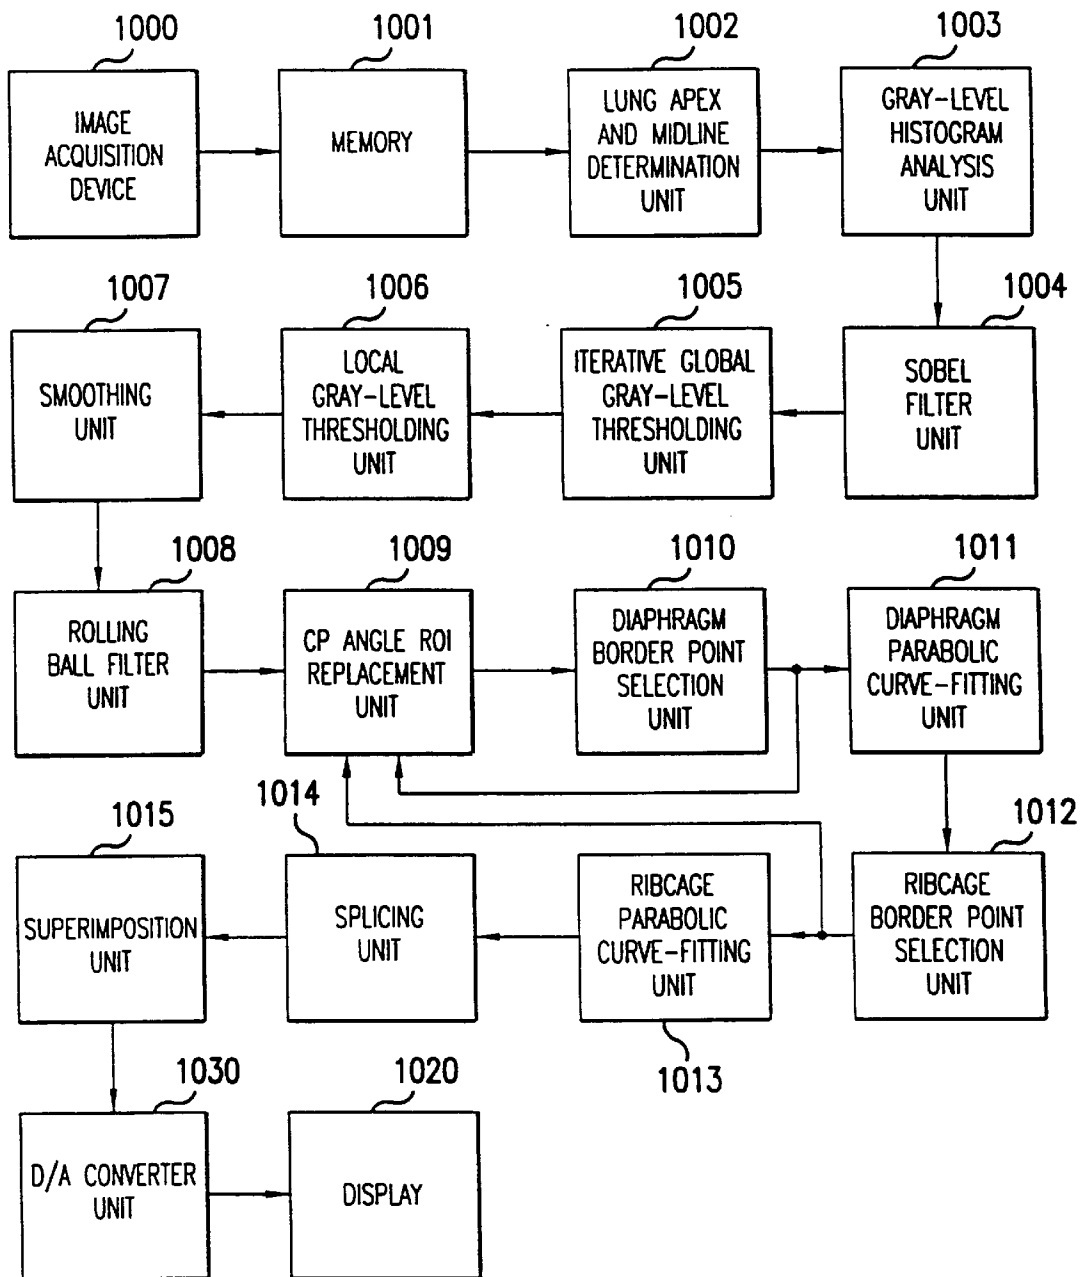 1000
1001
1002
1003
IMAGE
ACQUISITION
DEVICE
MEMORY
LUNG APEX
AND MIDLINE
DETERMINATION
UNIT
GRAY-LEVEL
HISTOGRAM
ANALYSIS
UNIT
1007
1006
1005
1004
SMOOTHING
UNIT
LOCAL
GRAY-LEVEL
THRESHOLDING
UNIT
ITERATIVE GLOBAL
GRAY-LEVEL
THRESHOLDING
UNIT
SOBEL
FILTER
UNIT
1008
1009
1010
1011
ROLLING
BALL FILTER
UNIT
CP ANGLE ROI
REPLACEMENT
UNIT
DIAPHRAGM
BORDER POINT
SELECTION
UNIT
DIAPHRAGM
PARABOLIC
CURVE-FITTING
UNIT
1015
1014
1013
1012
SUPERIMPOSITION
UNIT
SPLICING
UNIT
RIBCAGE
PARABOLIC
CURVE-FITTING
UNIT
RIBCAGE
BORDER POINT
SELECTION
UNIT
1030
1020
D/A CONVERTER
UNIT
DISPLAY